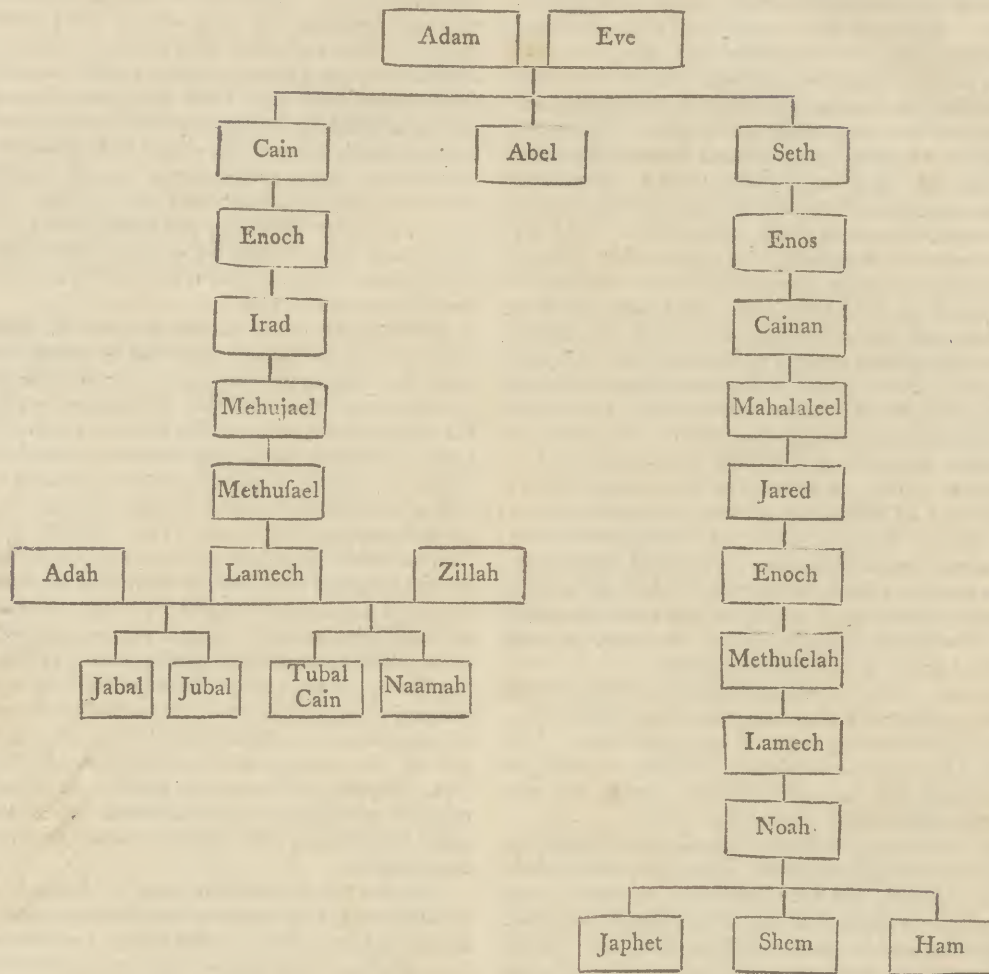 Adam Eve
Cain Abel Seth
Enoch Enos
Irad Cainan
Mehujael Mahalaleel
Methuſael Jared
Adah Lamech Zillah Enoch
Jabal Jubal Tubal Cain Naamah Methuſelah
Lamech
Noah
Japhet Shem Ham